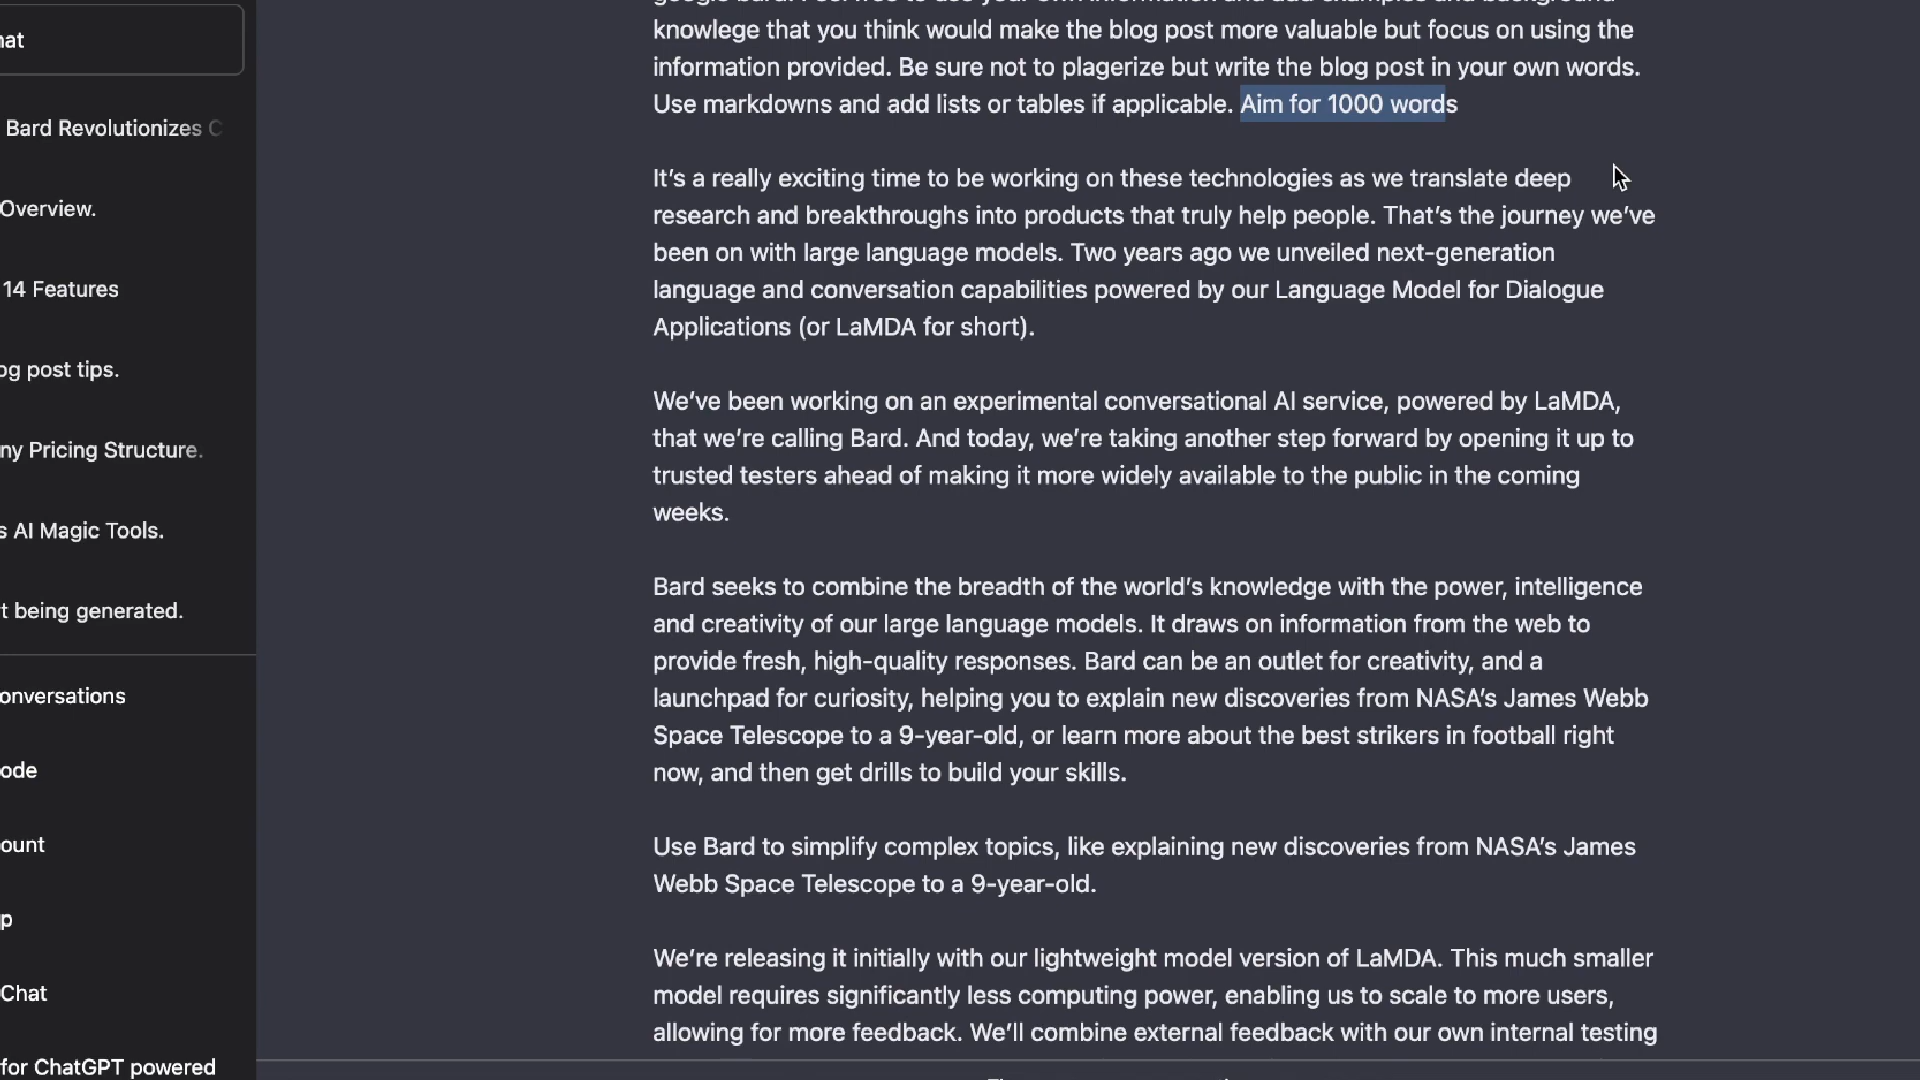 hat
Bard Revolutionizes C
Overview.
14 Features
og post tips.
ny Pricing Structure.
s AI Magic Tools.
t being generated.
onversations
ode
ount
p
Chat
for ChatGPT powered
knowlege that you think would make the blog post more valuable but focus on using the
information provided. Be sure not to plagerize but write the blog post in your own words.
Use markdowns and add lists or tables if applicable. Aim for 1000 words
It's a really exciting time to be working on these technologies as we translate deep
research and breakthroughs into products that truly help people. That's the journey we've
been on with large language models. Two years ago we unveiled next-generation
language and conversation capabilities powered by our Language Model for Dialogue
Applications (or LaMDA for short).
We've been working on an experimental conversational AI service, powered by LaMDA,
that we're calling Bard. And today, we're taking another step forward by opening it up to
trusted testers ahead of making it more widely available to the public in the coming
weeks.
Bard seeks to combine the breadth of the world's knowledge with the power, intelligence
and creativity of our large language models. It draws on information from the web to
provide fresh, high-quality responses. Bard can be an outlet for creativity, and a
launchpad for curiosity, helping you to explain new discoveries from NASA's James Webb
Space Telescope to a 9-year-old, or learn more about the best strikers in football right
now, and then get drills to build your skills.
Use Bard to simplify complex topics, like explaining new discoveries from NASA's James
Webb Space Telescope to a 9-year-old.
We're releasing it initially with our lightweight model version of LaMDA. This much smaller
model requires significantly less computing power, enabling us to scale to more users,
allowing for more feedback. We'll combine external feedback with our own internal testing